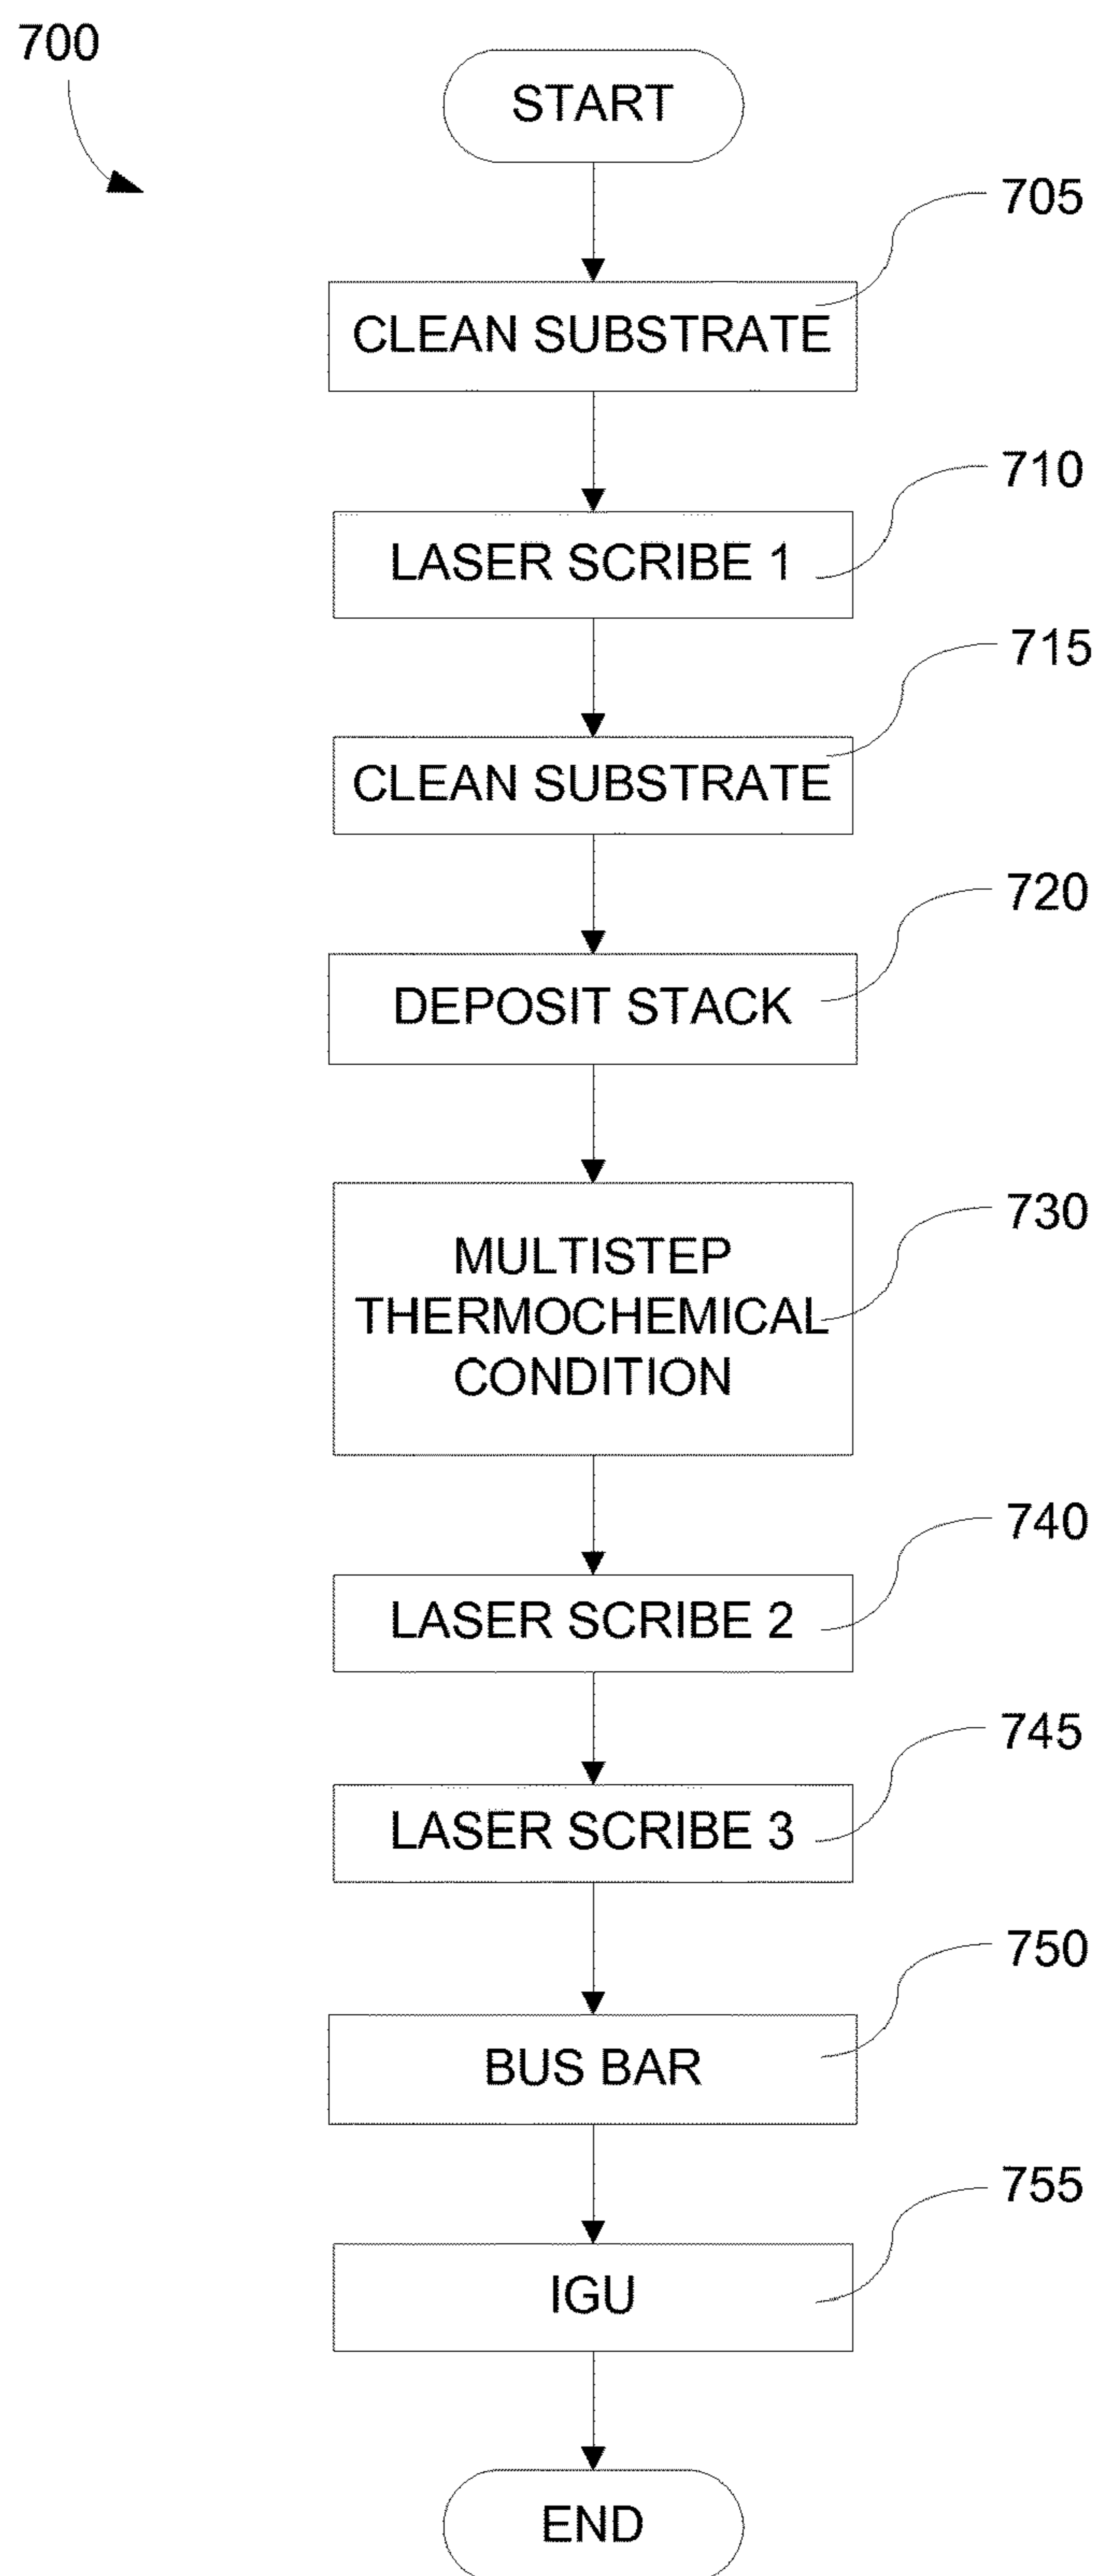 700
START
705
CLEAN SUBSTRATE
710
LASER SCRIBE 1
715
CLEAN SUBSTRATE
720
DEPOSIT STACK
730
MULTISTEP
THERMOCHEMICAL
CONDITION
740
LASER SCRIBE 2
745
LASER SCRIBE 3
750
BUS BAR
755
IGU
END